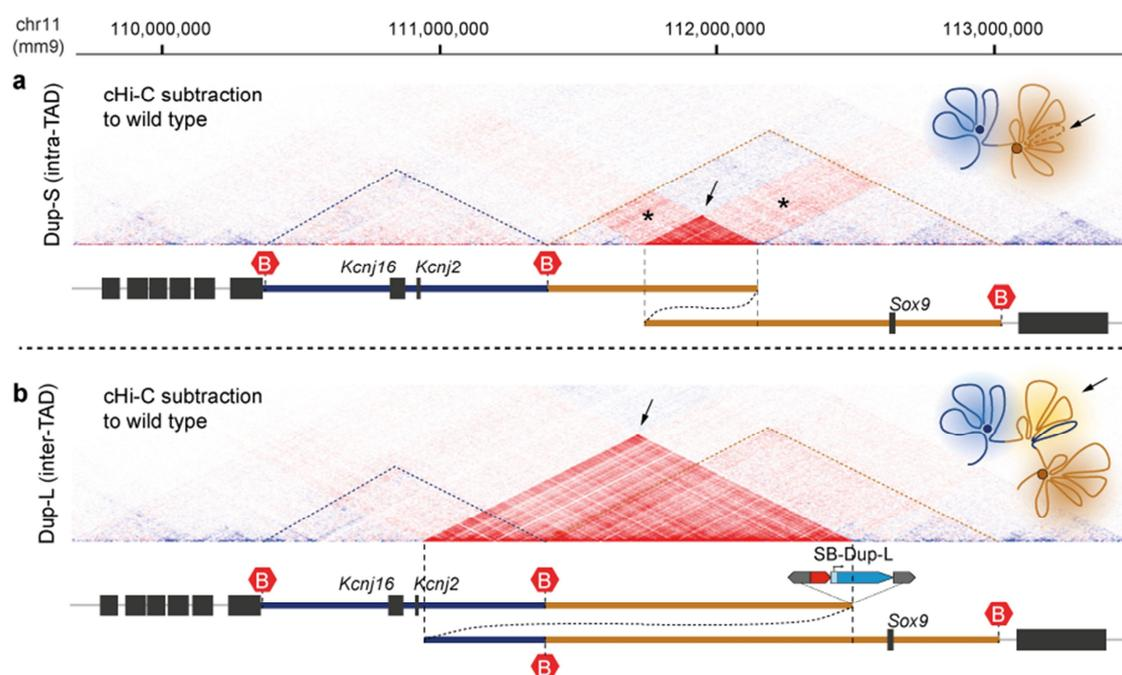 chr11
(mm9)
110,000,000 111,000,000 112,000,000 113,000,000
a
Dup-S (intra-TAD)
cHi-C subtraction
to wild type
* *
B B
Kcnj16 Kcnj2
B
Sox9
b
Dup-L (inter-TAD)
cHi-C subtraction
to wild type
SB-Dup-L
B B
Kcnj16 Kcnj2
B
Sox9
B